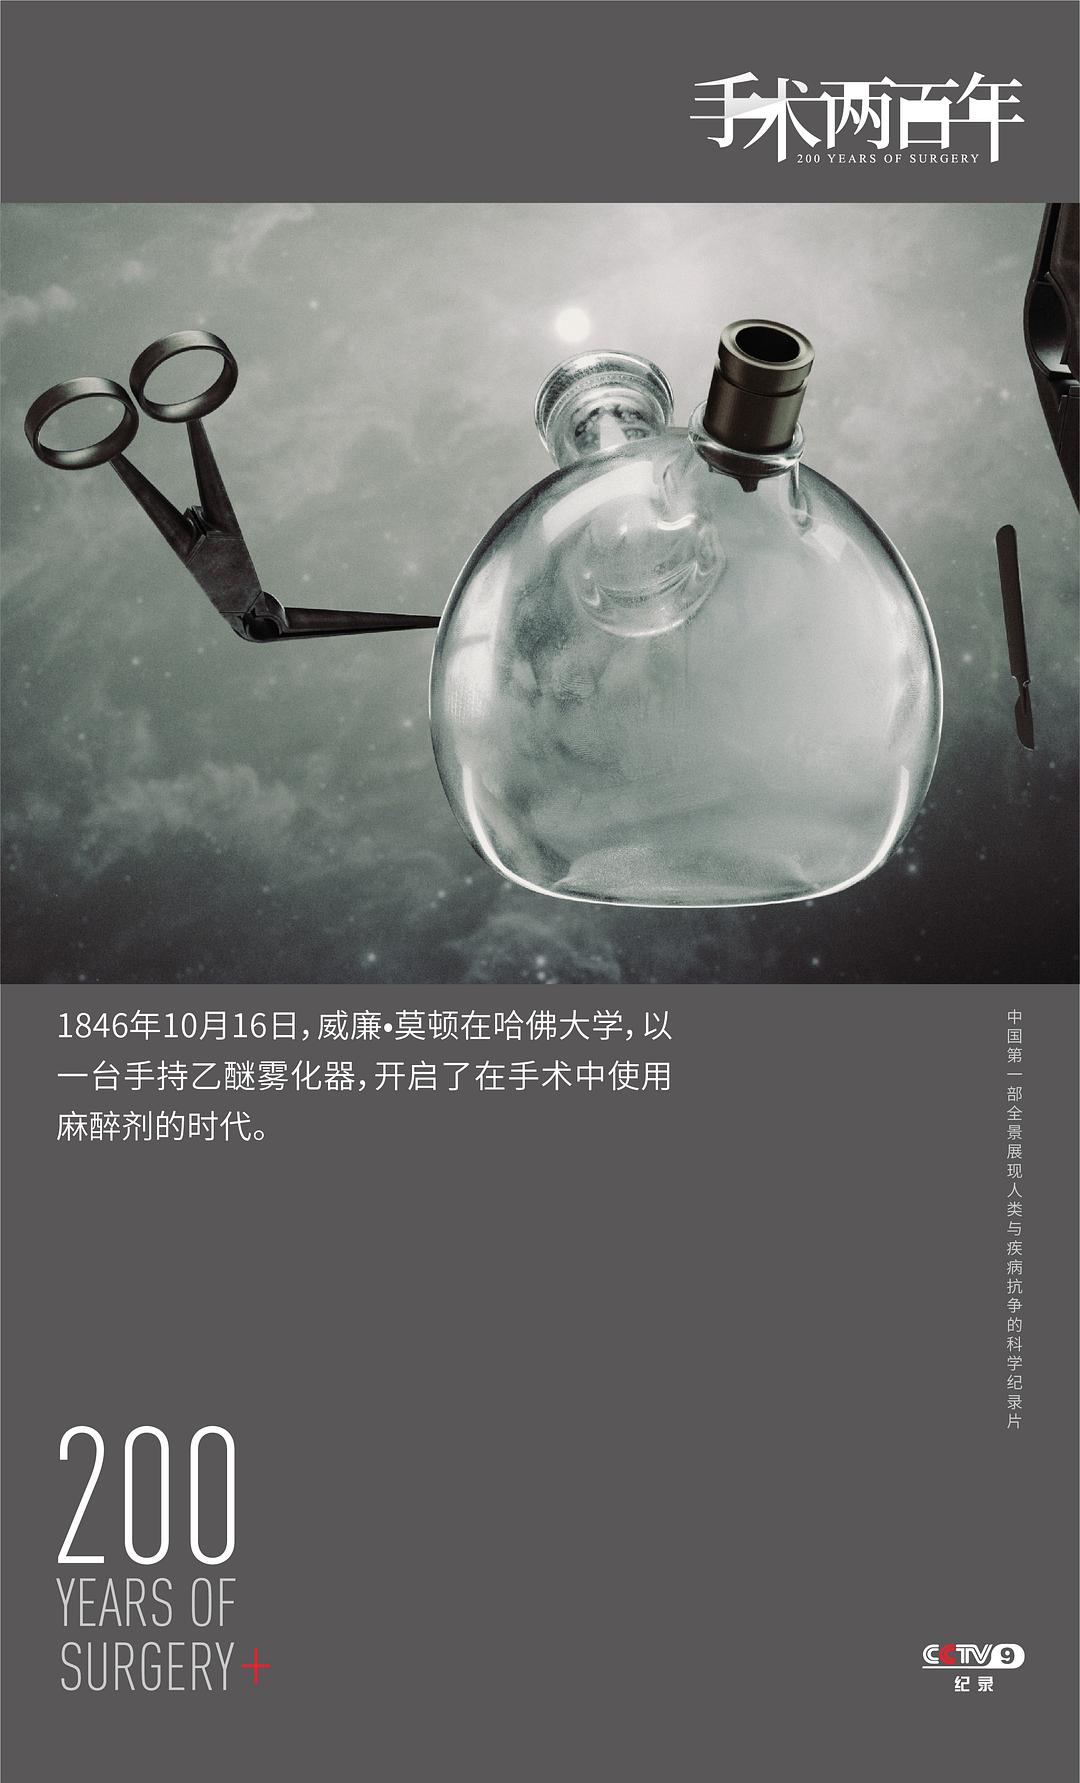 手术两百年
200 YEARS OF SURGERY
1846年10月16日，威廉•莫顿在哈佛大学，以
一台手持乙醚雾化器，开启了在手术中使用
麻醉剂的时代。
中国第一部全景展现人类与疾病抗争的科学纪录片
200
YEARS OF
SURGERY+
CCTV9
纪录